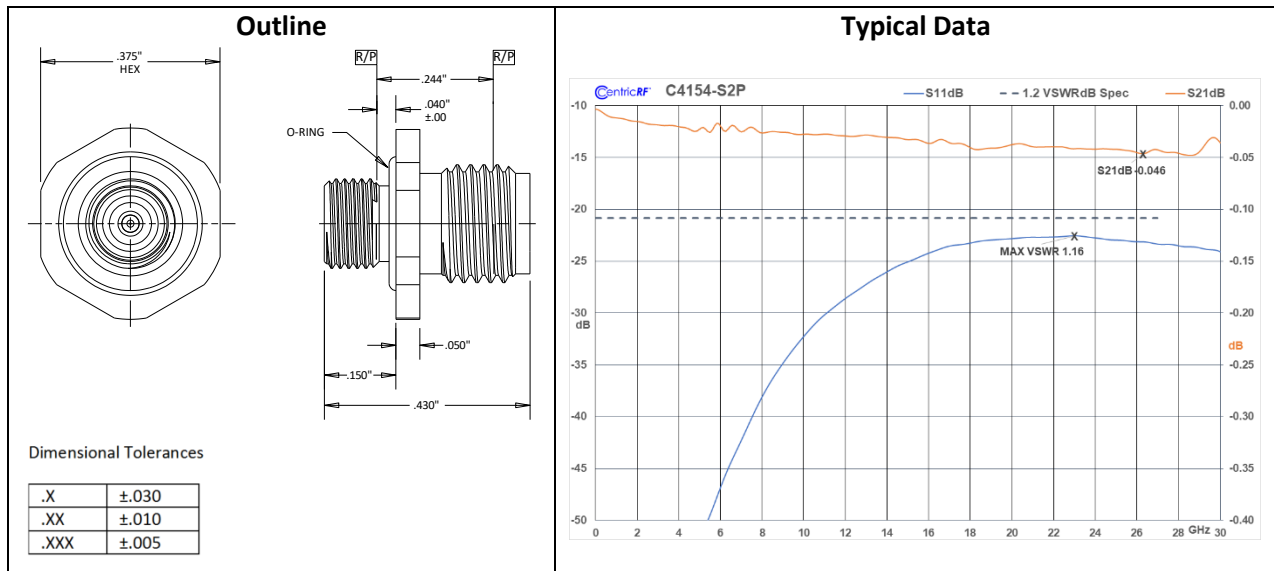 Outline
.375"
HEX
R/P
R/P
.244"
.040"
±.00
O-RING
.050"
.150"
.430"
Dimensional Tolerances
.X ±.030
.XX ±.010
.XXX ±.005
Typical Data
CentricRF C4154-S2P
S11dB 1.2 VSWRdB Spec S21dB
-10 0.00
-15 -0.05
S21dB -0.046
-20 -0.10
MAX VSWR 1.16
-25 -0.15
-30 -0.20
dB
-35 -0.25
dB
-40 -0.30
-45 -0.35
-50 -0.40
0 2 4 6 8 10 12 14 16 18 20 22 24 26 28 GHz 30